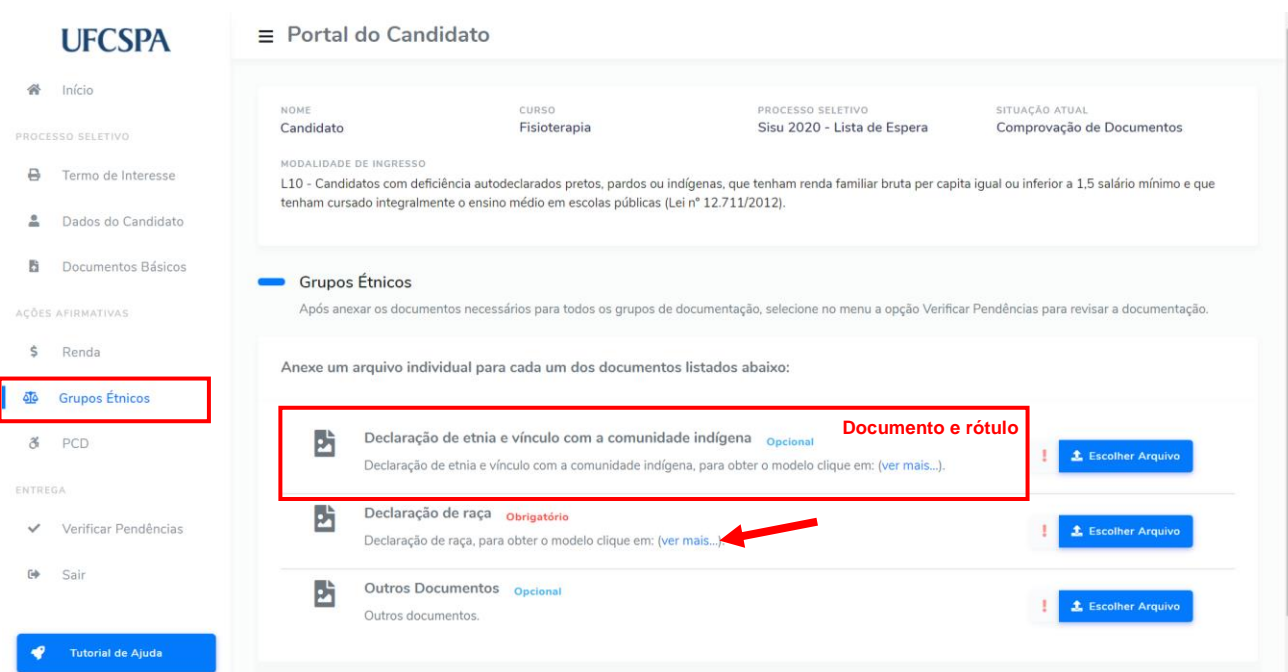 UFCSPA
Portal do Candidato
Início
PROCESSO SELETIVO
Termo de Interesse
Dados do Candidato
Documentos Básicos
AÇÕES AFIRMATIVAS
Renda
Grupos Étnicos
PCD
ENTREGA
Verificar Pendências
Sair
Tutorial de Ajuda
NOME
Candidato
CURSO
Fisioterapia
PROCESSO SELETIVO
Sisu 2020 - Lista de Espera
SITUAÇÃO ATUAL
Comprovação de Documentos
MODALIDADE DE INGRESSO
L10 - Candidatos com deficiência autodeclarados pretos, pardos ou indígenas, que tenham renda familiar bruta per capita igual ou inferior a 1,5 salário mínimo e que
tenham cursado integralmente o ensino médio em escolas públicas (Lei nº 12.711/2012).
Grupos Étnicos
Após anexar os documentos necessários para todos os grupos de documentação, selecione no menu a opção Verificar Pendências para revisar a documentação.
Anexe um arquivo individual para cada um dos documentos listados abaixo:
Declaração de etnia e vínculo com a comunidade indígena Opcional
Documento e rótulo
Declaração de etnia e vínculo com a comunidade indígena, para obter o modelo clique em: (ver mais...).
! Escolher Arquivo
Declaração de raça Obrigatório
Declaração de raça, para obter o modelo clique em: (ver mais...).
! Escolher Arquivo
Outros Documentos Opcional
Outros documentos.
! Escolher Arquivo